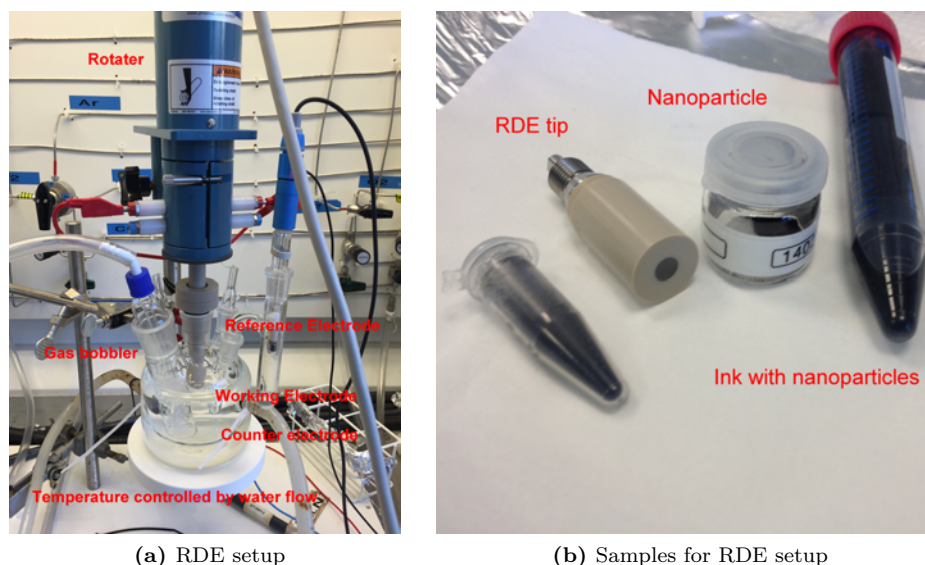 Rotater
Ar
Reference Electrode
Gas bobbler
Working Electrode
Counter electrode
Temperature controlled by water flow
(a) RDE setup
Nanoparticle
RDE tip
140
Ink with nanoparticles
(b) Samples for RDE setup